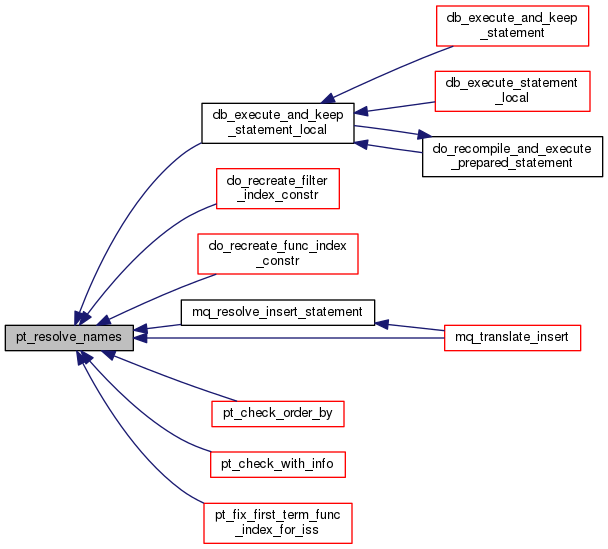 db_execute_and_keep
_statement
db_execute_statement
_local
db_execute_and_keep
_statement_local
do_recompile_and_execute
_prepared_statement
do_recreate_filter
_index_constr
do_recreate_func_index
_constr
mq_resolve_insert_statement
pt_resolve_names
mq_translate_insert
pt_check_order_by
pt_check_with_info
pt_fix_first_term_func
_index_for_iss